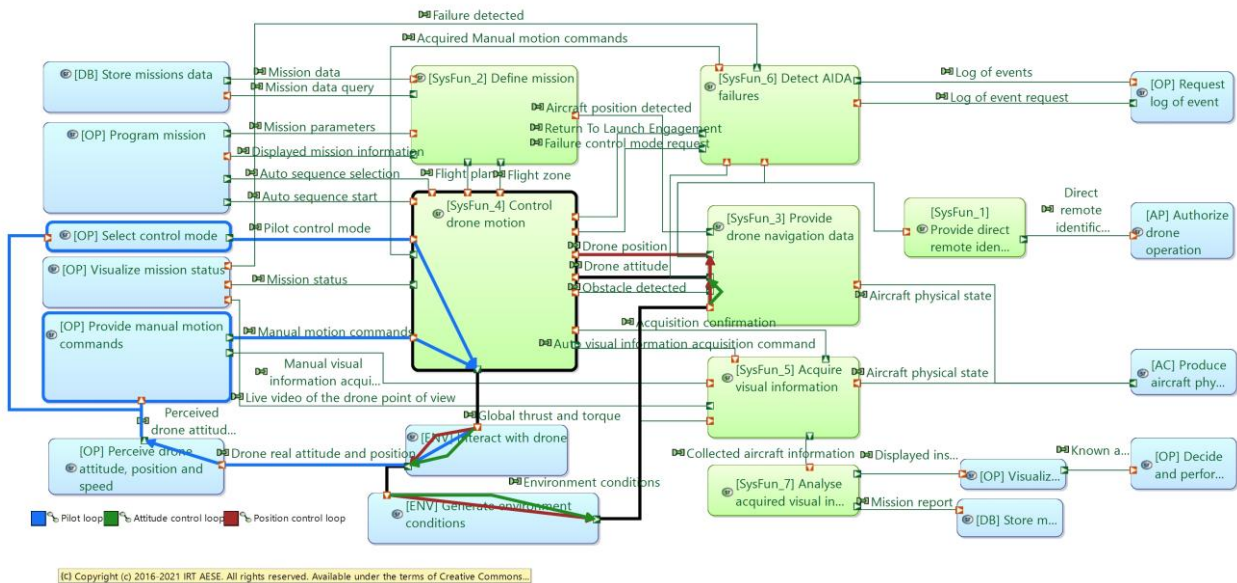 Failure detected
Acquired Manual motion commands
[DB] Store missions data
Mission data
Mission data query
[SysFun_2] Define mission
[SysFun_6] Detect AIDA
failures
Log of events
Log of event request
[OP] Request
log of event
Aircraft position detected
Return To Launch Engagement
Failure control mode request
[OP] Program mission
Mission parameters
Displayed mission information
Auto sequence selection
Auto sequence start
Flight plan
Flight zone
[SysFun_4] Control
drone motion
[SysFun_3] Provide
drone navigation data
[SysFun_1]
Provide direct
remote iden...
Direct
remote
identific...
[AP] Authorize
drone
operation
[OP] Select control mode
Pilot control mode
Drone position
Drone attitude
Obstacle detected
[OP] Visualize mission status
Mission status
Aircraft physical state
[OP] Provide manual motion
commands
Manual motion commands
Acquisition confirmation
Auto visual information acquisition command
Manual visual
information acqui...
Live video of the drone point of view
[SysFun_5] Acquire
visual information
Aircraft physical state
[AC] Produce
aircraft phy...
Perceived
drone attitud...
Global thrust and torque
[ENV] Interact with drone
[OP] Perceive drone
attitude, position and
speed
Drone real attitude and position
Collected aircraft information
Displayed ins...
Known a...
[OP] Decide
and perfor...
[OP] Visualiz...
[SysFun_7] Analyse
acquired visual in...
Mission report
[DB] Store m...
Environment conditions
[ENV] Generate environment
conditions
Pilot loop
Attitude control loop
Position control loop
(c) Copyright (c) 2016-2021 IRT AESE. All rights reserved. Available under the terms of Creative Commons...